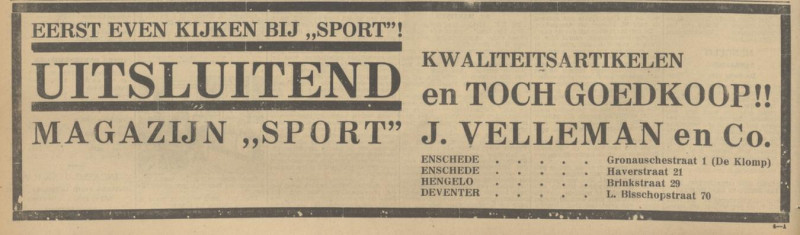 EERST EVEN KIJKEN BIJ „SPORT”!
UITSLUITEND
MAGAZIJN „SPORT”
KWALITEITSARTIKELEN
en TOCH GOEDKOOP!!
J. VELLEMAN en Co.
ENSCHEDE . . . . . Gronauschestraat 1 (De Klomp)
ENSCHEDE . . . . . Haverstraat 21
HENGELO . . . . . Brinkstraat 29
DEVENTER . . . . . L. Bisschopstraat 70